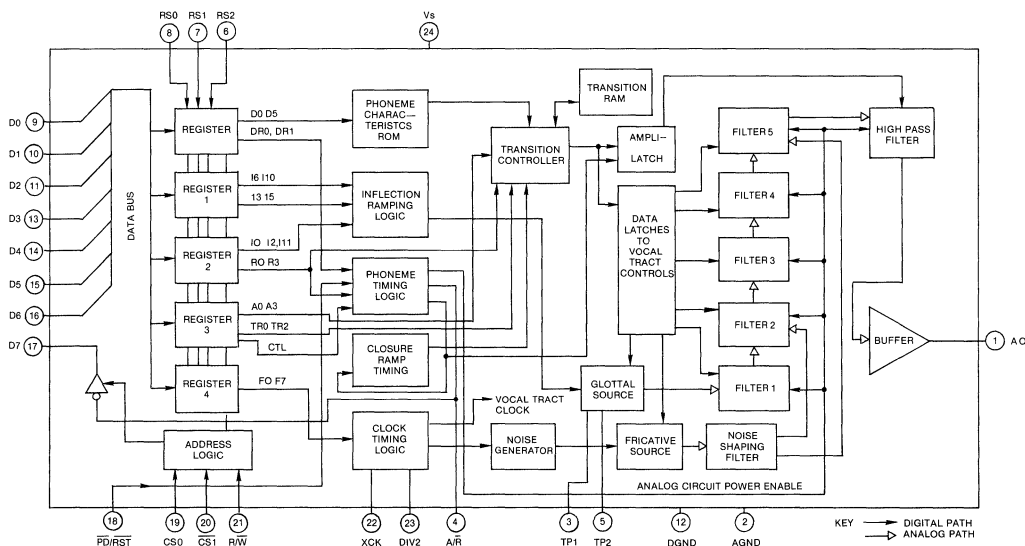 RS0 RS1 RS2
8 7 6
Vs
24
D0 9
D1 10
D2 11
D3 13
D4 14
D5 15
D6 16
D7 17
DATA BUS
REGISTER
REGISTER
1
REGISTER
2
REGISTER
3
REGISTER
4
ADDRESS
LOGIC
D0 D5
DR0, DR1
I6 I10
13 15
IO I2,I11
RO R3
A0 A3
TR0 TR2
CTL
FO F7
PHONEME
CHARAC–
TERISTCS
ROM
INFLECTION
RAMPING
LOGIC
PHONEME
TIMING
LOGIC
CLOSURE
RAMP
TIMING
CLOCK
TIMING
LOGIC
TRANSITION
CONTROLLER
TRANSITION
RAM
AMPLI-
LATCH
DATA
LATCHES
TO
VOCAL
TRACT
CONTROLS
FILTER 5
FILTER 4
FILTER 3
FILTER 2
FILTER 1
HIGH PASS
FILTER
BUFFER
1 AO
VOCAL TRACT
CLOCK
NOISE
GENERATOR
GLOTTAL
SOURCE
FRICATIVE
SOURCE
NOISE
SHAPING
FILTER
ANALOG CIRCUIT POWER ENABLE
18 19 20 21 22 23 4 3 5 12 2
PD/RST CS0 CS1 R/W XCK DIV2 A/R TP1 TP2 DGND AGND
KEY DIGITAL PATH
ANALOG PATH